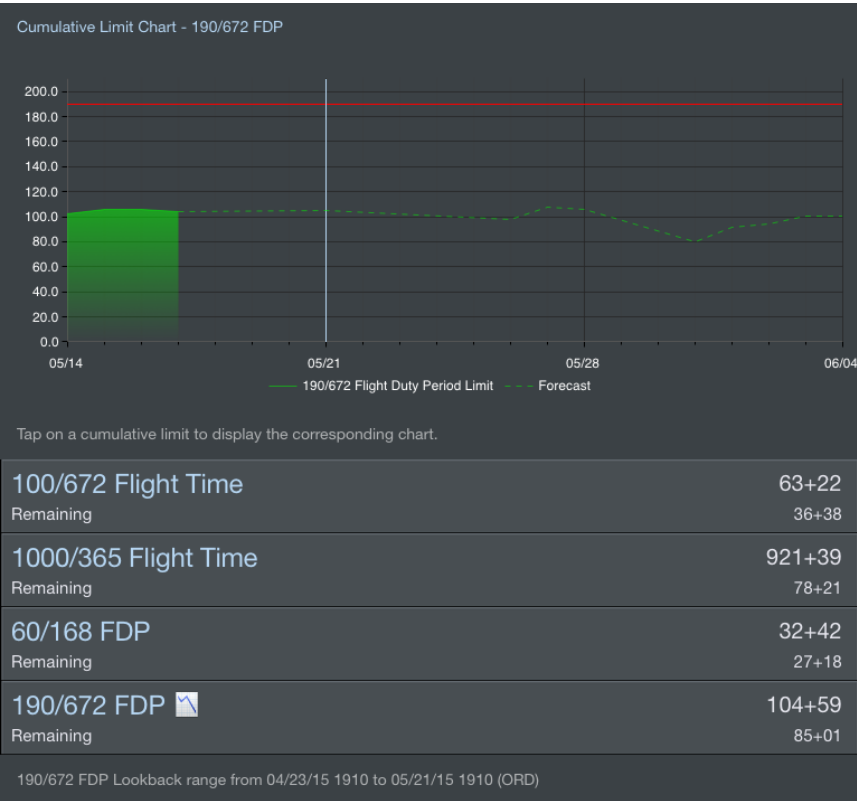 Cumulative Limit Chart - 190/672 FDP
200.0
180.0
160.0
140.0
120.0
100.0
80.0
60.0
40.0
20.0
0.0
05/14 05/21 05/28 06/04
190/672 Flight Duty Period Limit Forecast
Tap on a cumulative limit to display the corresponding chart.
100/672 Flight Time 63+22
Remaining 36+38
1000/365 Flight Time 921+39
Remaining 78+21
60/168 FDP 32+42
Remaining 27+18
190/672 FDP 104+59
Remaining 85+01
190/672 FDP Lookback range from 04/23/15 1910 to 05/21/15 1910 (ORD)